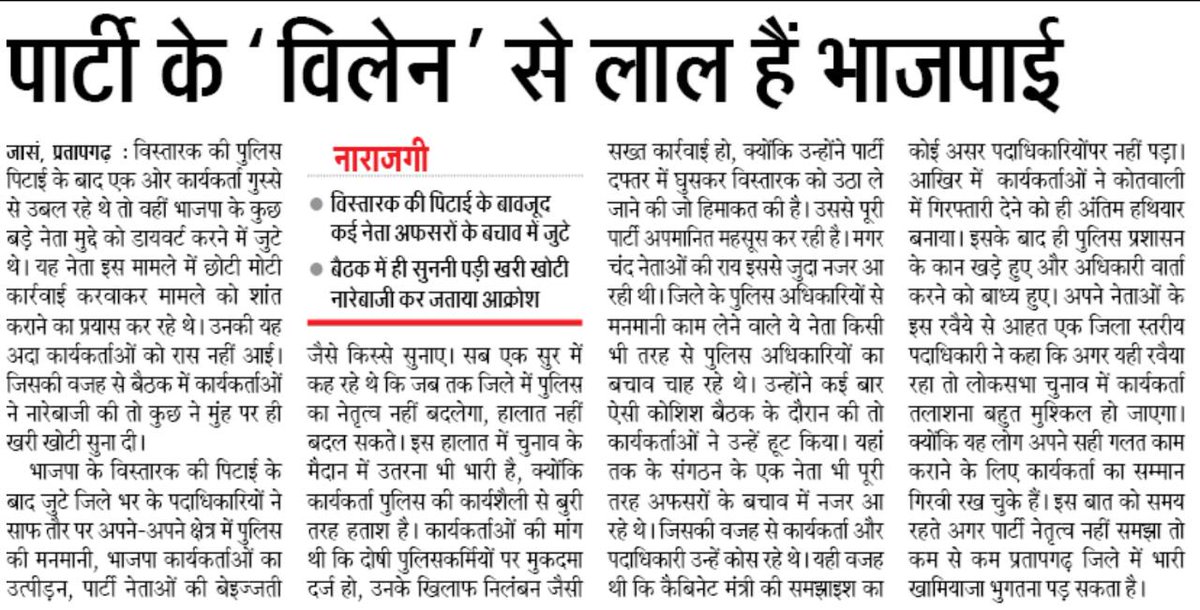 पार्टी के 'विलेन' से लाल हैं भाजपाई
जासं, प्रतापगढ़ : विस्तारक की पुलिस
पिटाई के बाद एक ओर कार्यकर्ता गुस्से
से उबल रहे थे तो वहीं भाजपा के कुछ
बड़े नेता मुद्दे को डायवर्ट करने में जुटे
थे। यह नेता इस मामले में छोटी मोटी
कार्रवाई करवाकर मामले को शांत
कराने का प्रयास कर रहे थे। उनकी यह
अदा कार्यकर्ताओं को रास नहीं आई।
जिसकी वजह से बैठक में कार्यकर्ताओं
ने नारेबाजी की तो कुछ ने मुंह पर ही
खरी खोटी सुना दी।
भाजपा के विस्तारक की पिटाई के
बाद जुटे जिले भर के पदाधिकारियों ने
साफ तौर पर अपने-अपने क्षेत्र में पुलिस
की मनमानी, भाजपा कार्यकर्ताओं का
उत्पीड़न, पार्टी नेताओं की बेइज्जती
नाराजगी
● विस्तारक की पिटाई के बावजूद
कई नेता अफसरों के बचाव में जुटे
● बैठक में ही सुननी पड़ी खरी खोटी
नारेबाजी कर जताया आक्रोश
जैसे किस्से सुनाए। सब एक सुर में
कह रहे थे कि जब तक जिले में पुलिस
का नेतृत्व नहीं बदलेगा, हालात नहीं
बदल सकते। इस हालात में चुनाव के
मैदान में उतरना भी भारी है, क्योंकि
कार्यकर्ता पुलिस की कार्यशैली से बुरी
तरह हताश है। कार्यकर्ताओं की मांग
थी कि दोषी पुलिसकर्मियों पर मुकदमा
दर्ज हो, उनके खिलाफ निलंबन जैसी
सख्त कार्रवाई हो, क्योंकि उन्होंने पार्टी
दफ्तर में घुसकर विस्तारक को उठा ले
जाने की जो हिमाकत की है। उससे पूरी
पार्टी अपमानित महसूस कर रही है। मगर
चंद नेताओं की राय इससे जुदा नजर आ
रही थी। जिले के पुलिस अधिकारियों से
मनमानी काम लेने वाले ये नेता किसी
भी तरह से पुलिस अधिकारियों का
बचाव चाह रहे थे। उन्होंने कई बार
ऐसी कोशिश बैठक के दौरान की तो
कार्यकर्ताओं ने उन्हें हूट किया। यहां
तक के संगठन के एक नेता भी पूरी
तरह अफसरों के बचाव में नजर आ
रहे थे। जिसकी वजह से कार्यकर्ता और
पदाधिकारी उन्हें कोस रहे थे। यही वजह
थी कि कैबिनेट मंत्री की समझाइश का
कोई असर पदाधिकारियोंपर नहीं पड़ा।
आखिर में कार्यकर्ताओं ने कोतवाली
में गिरफ्तारी देने को ही अंतिम हथियार
बनाया। इसके बाद ही पुलिस प्रशासन
के कान खड़े हुए और अधिकारी वार्ता
करने को बाध्य हुए। अपने नेताओं के
इस रवैये से आहत एक जिला स्तरीय
पदाधिकारी ने कहा कि अगर यही रवैया
रहा तो लोकसभा चुनाव में कार्यकर्ता
तलाशना बहुत मुश्किल हो जाएगा।
क्योंकि यह लोग अपने सही गलत काम
कराने के लिए कार्यकर्ता का सम्मान
गिरवी रख चुके हैं। इस बात को समय
रहते अगर पार्टी नेतृत्व नहीं समझा तो
कम से कम प्रतापगढ़ जिले में भारी
खामियाजा भुगतना पड़ सकता है।